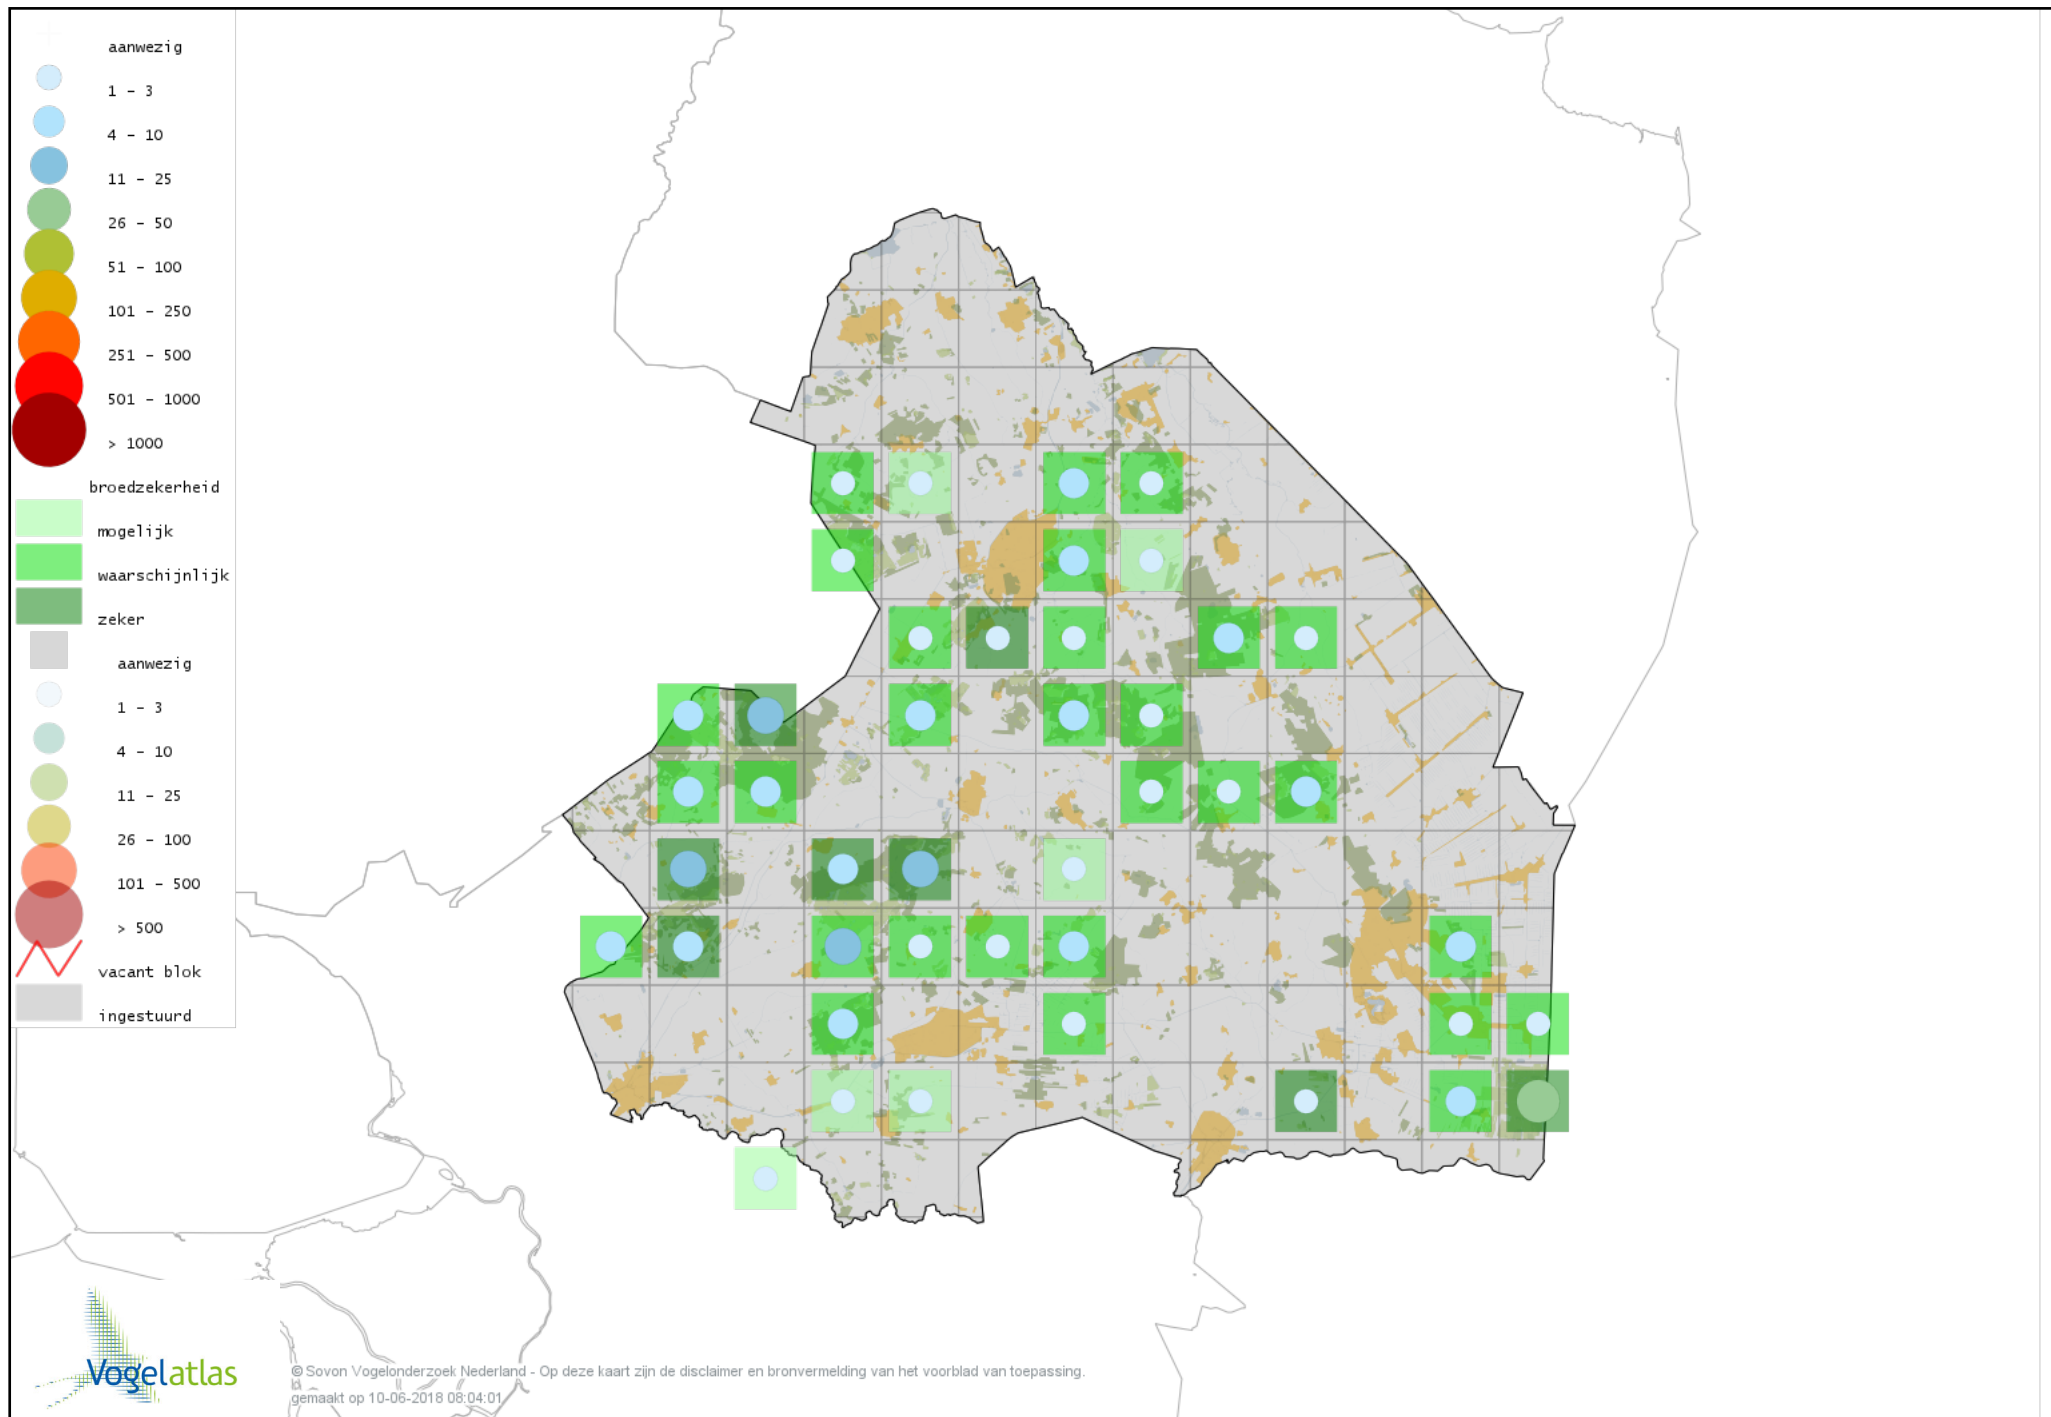 aanwezig
1 - 3
4 - 10
11 - 25
26 - 50
51 - 100
101 - 250
251 - 500
501 - 1000
> 1000
broedzekerheid
mogelijk
waarschijnlijk
zeker
aanwezig
1 - 3
4 - 10
11 - 25
26 - 100
101 - 500
> 500
vacant blok
ingestuurd
Vogelatlas
© Sovon Vogelonderzoek Nederland - Op deze kaart zijn de disclaimer en bronvermelding van het voorblad van toepassing.
gemaakt op 10-06-2018 08:04:01